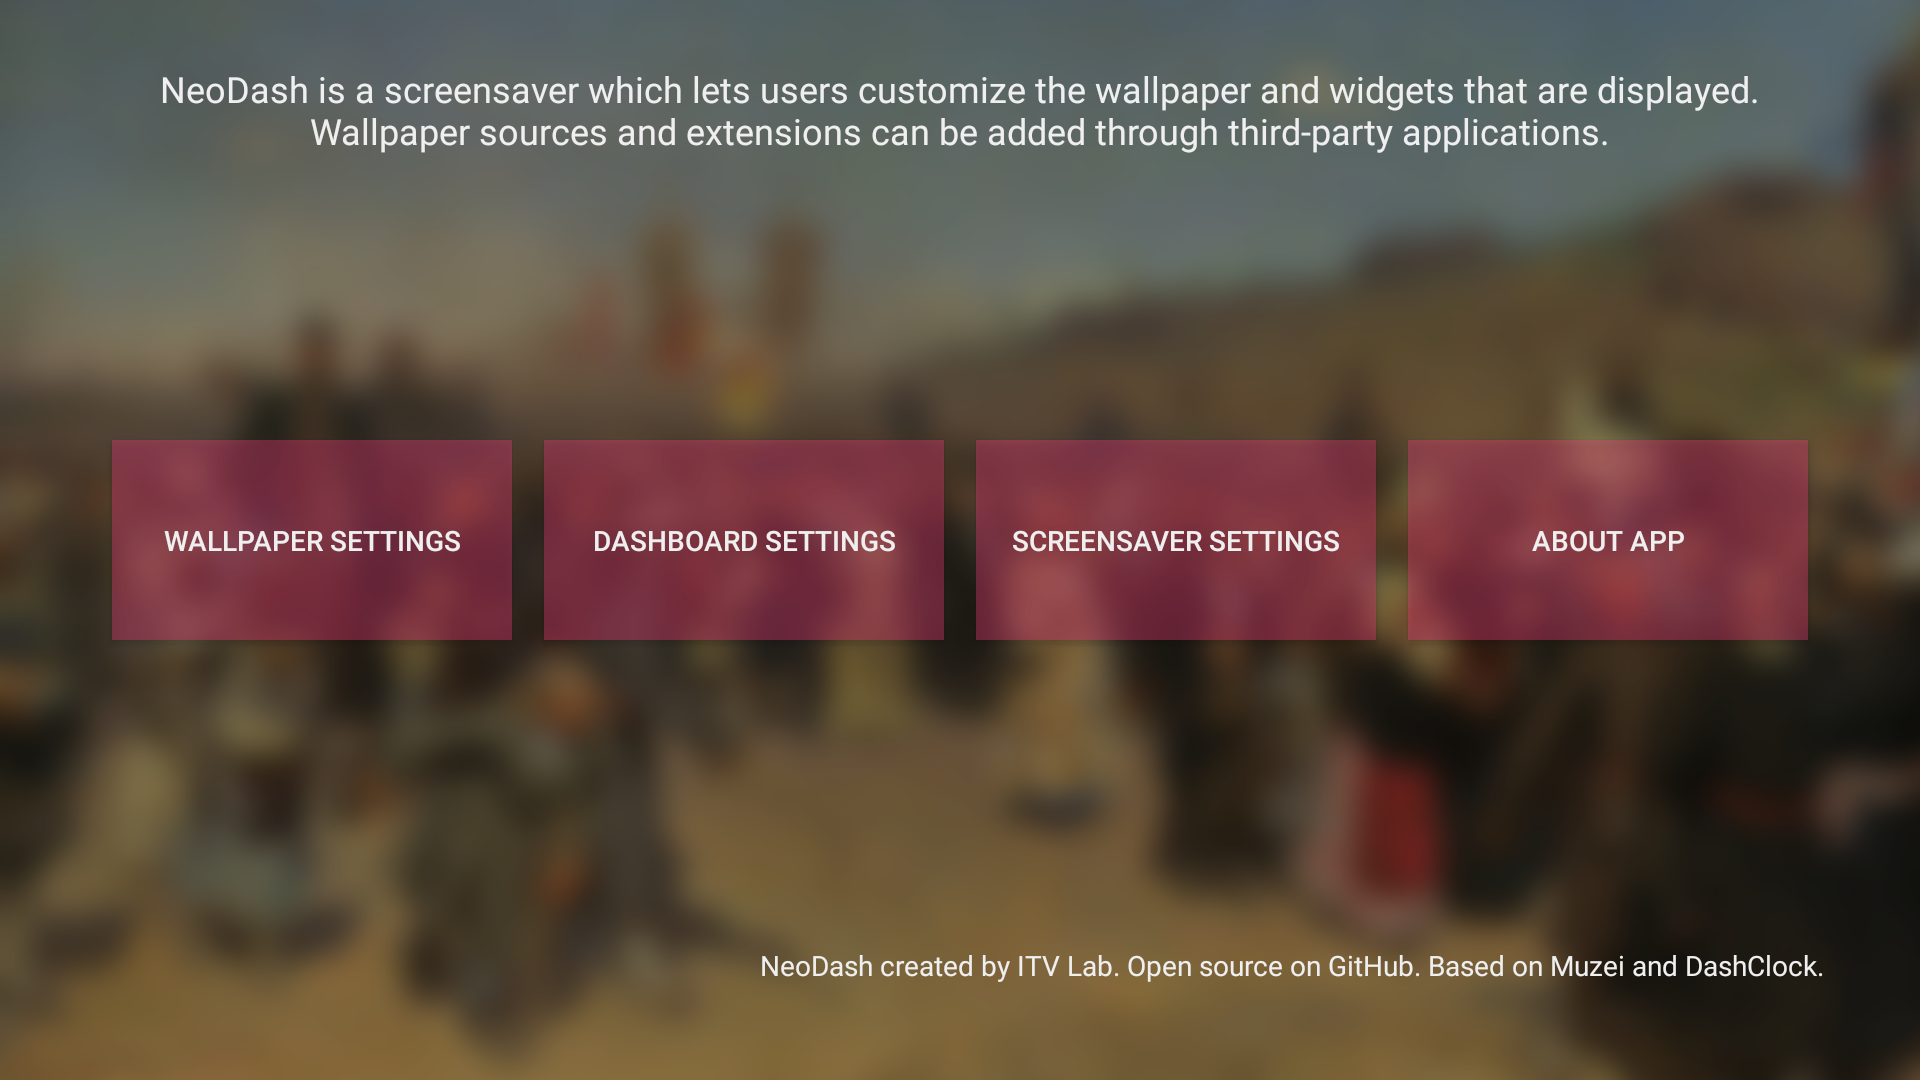 NeoDash is a screensaver which lets users customize the wallpaper and widgets that are displayed.
Wallpaper sources and extensions can be added through third-party applications.
WALLPAPER SETTINGS
DASHBOARD SETTINGS
SCREENSAVER SETTINGS
ABOUT APP
NeoDash created by ITV Lab. Open source on GitHub. Based on Muzei and DashClock.